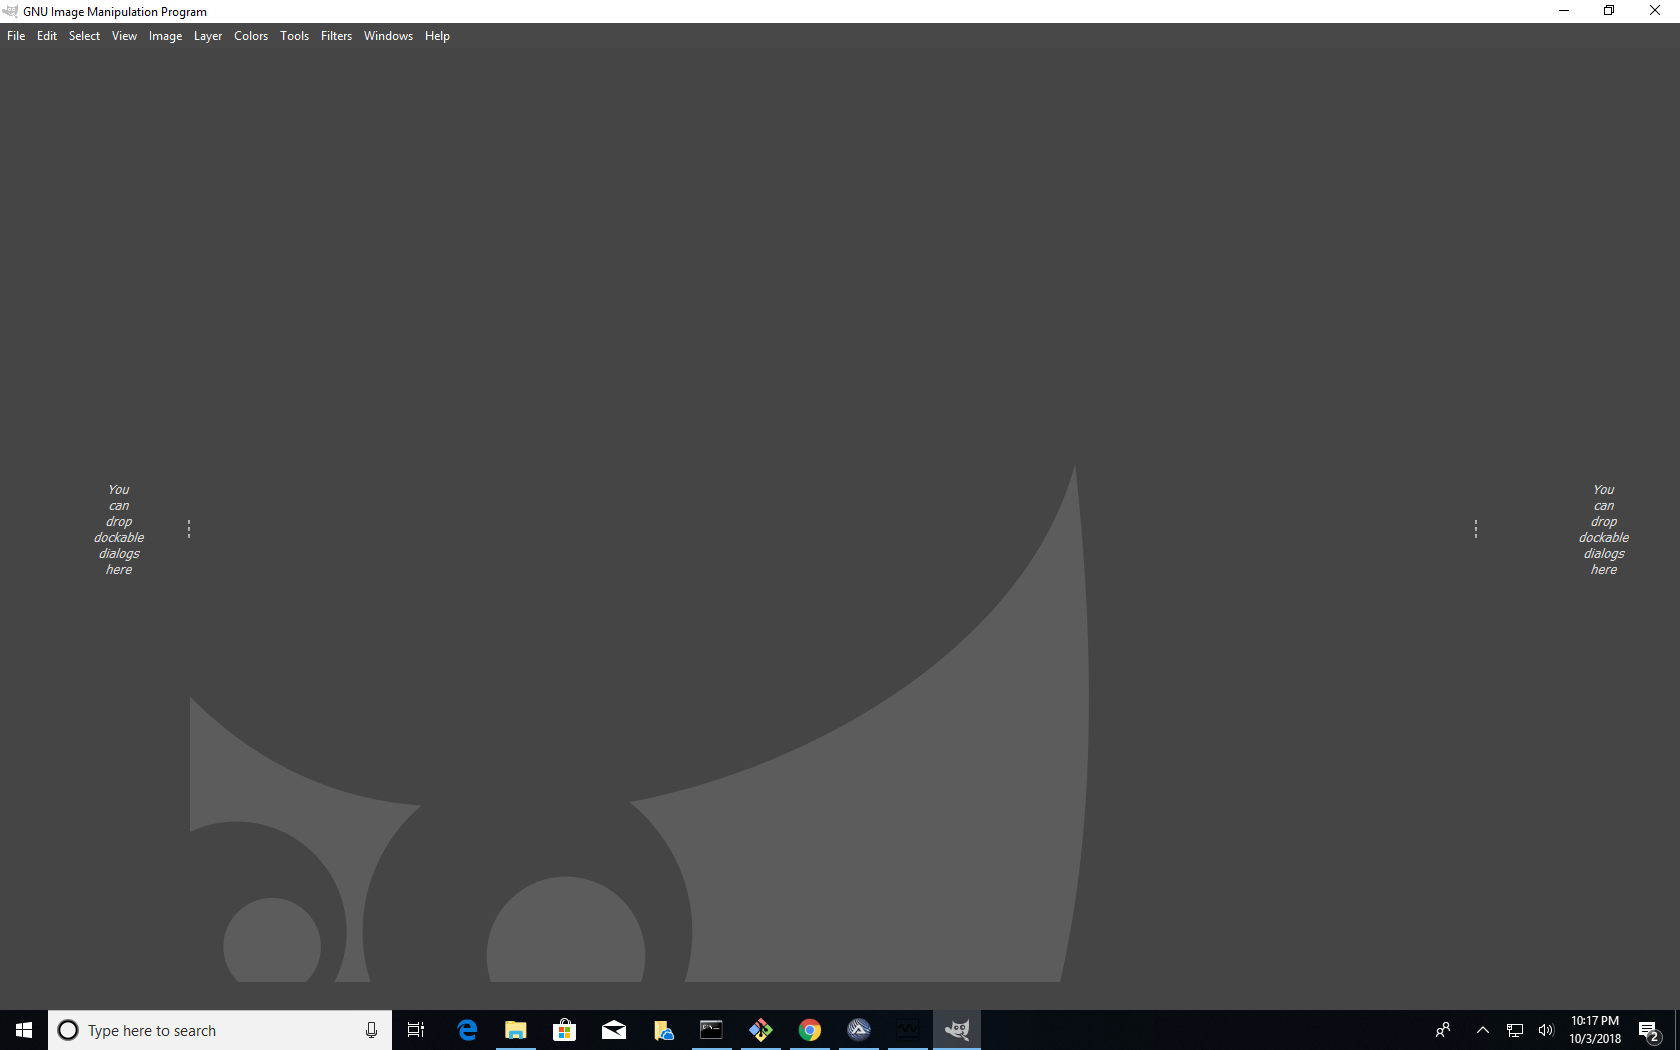 GNU Image Manipulation Program
File Edit Select View Image Layer Colors Tools Filters Windows Help
You
can
drop
dockable
dialogs
here
You
can
drop
dockable
dialogs
here
Type here to search
10:17 PM
10/3/2018
2